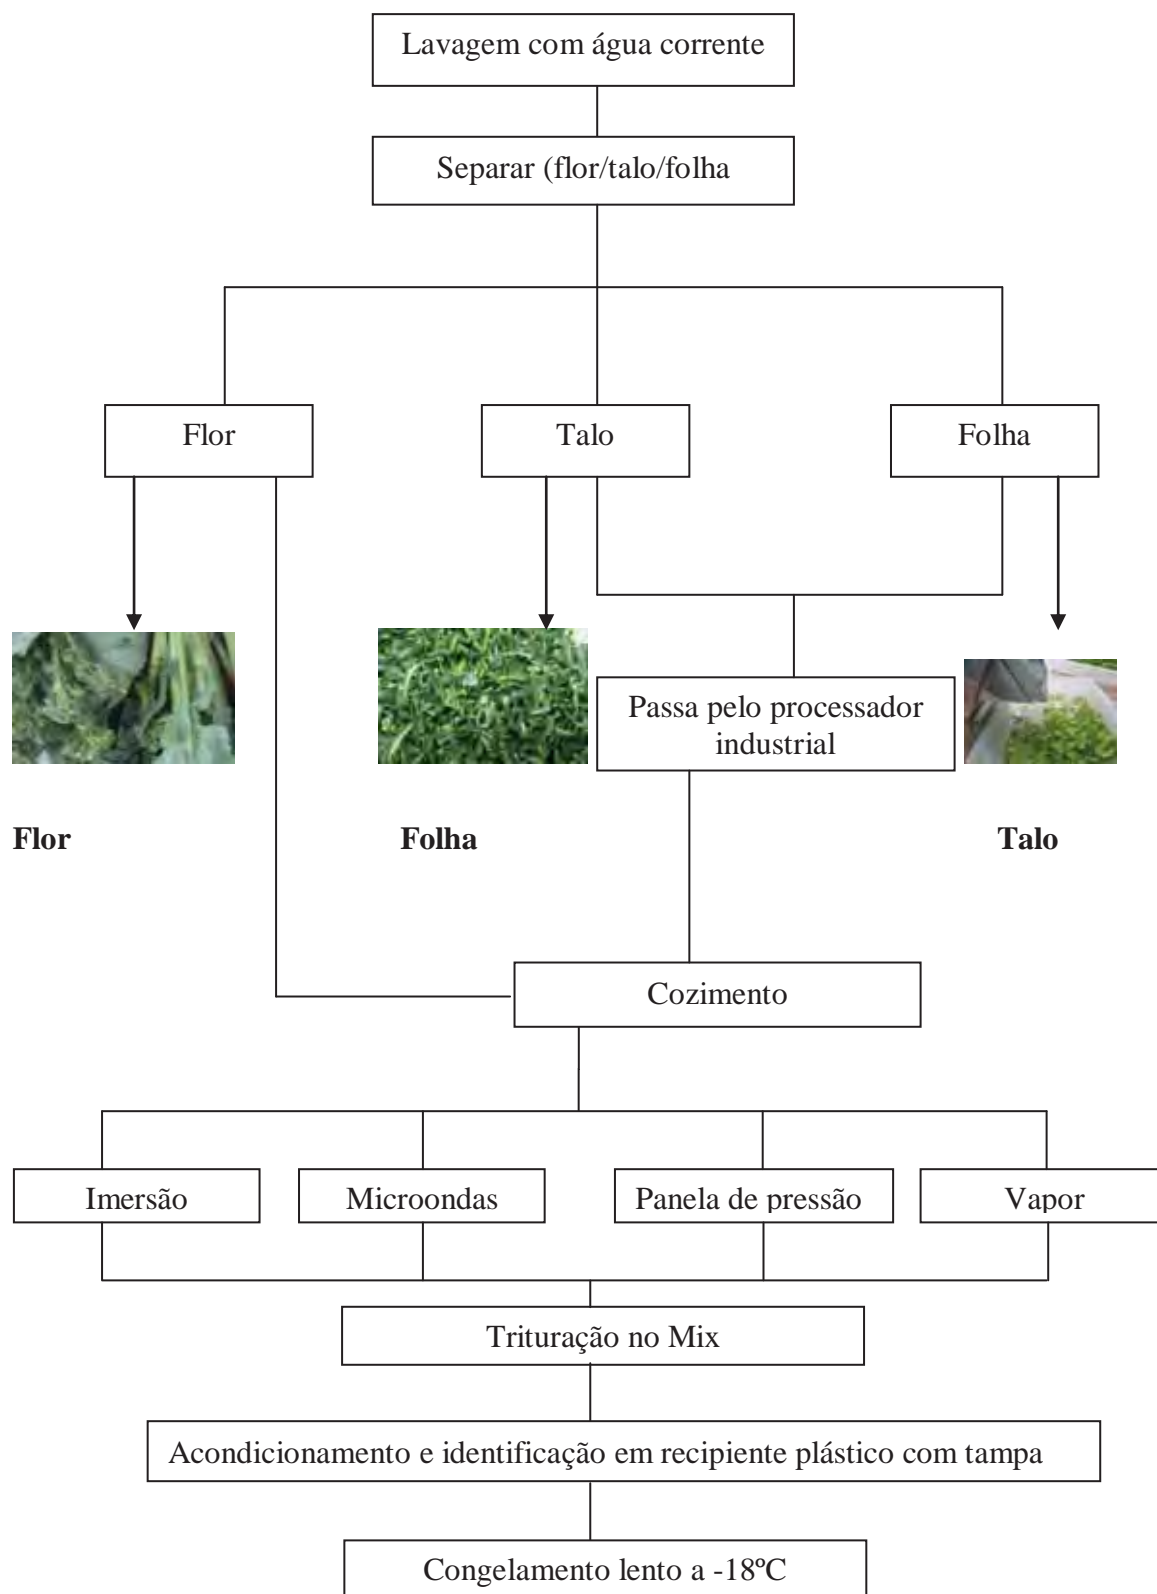 Lavagem com água corrente
Separar (flor/talo/folha
Flor
Talo
Folha
Passa pelo processador
industrial
Flor
Folha
Talo
Cozimento
Imersão
Microondas
Panela de pressão
Vapor
Trituração no Mix
Acondicionamento e identificação em recipiente plástico com tampa
Congelamento lento a -18ºC